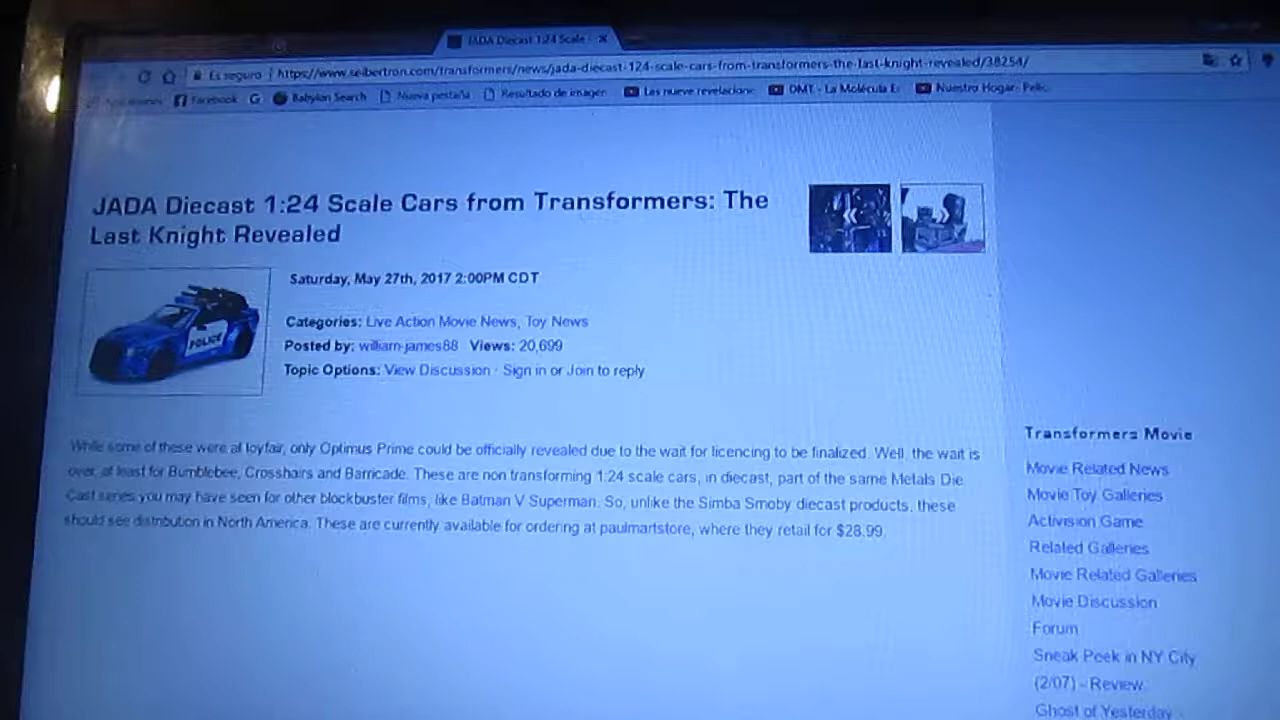 JADA Diecast 1:24 Scale
Es seguro | https://www.seibertron.com/transformers/news/jada-diecast-124-scale-cars-from-transformers-the-last-knight-revealed/38254/
Aplicaciones Facebook G Babylon Search Nueva pestaña Resultado de imagen Las nueve revelacione DMT - La Molécula E Nuestro Hogar- Pelic
JADA Diecast 1:24 Scale Cars from Transformers: The
Last Knight Revealed
Saturday, May 27th, 2017 2:00PM CDT
POLICE
Categories: Live Action Movie News, Toy News
Posted by: william-james88 Views: 20,699
Topic Options: View Discussion · Sign in or Join to reply
While some of these were at toyfair, only Optimus Prime could be officially revealed due to the wait for licencing to be finalized. Well, the wait is
over, at least for Bumblebee, Crosshairs and Barricade. These are non transforming 1:24 scale cars, in diecast, part of the same Metals Die
Cast series you may have seen for other blockbuster films, like Batman V Superman. So, unlike the Simba Smoby diecast products, these
should see distribution in North America. These are currently available for ordering at paulmartstore, where they retail for $28.99.
Transformers Movie
Movie Related News
Movie Toy Galleries
Activision Game
Related Galleries
Movie Related Galleries
Movie Discussion
Forum
Sneak Peek in NY City
(2/07) - Review
Ghost of Yesterday -